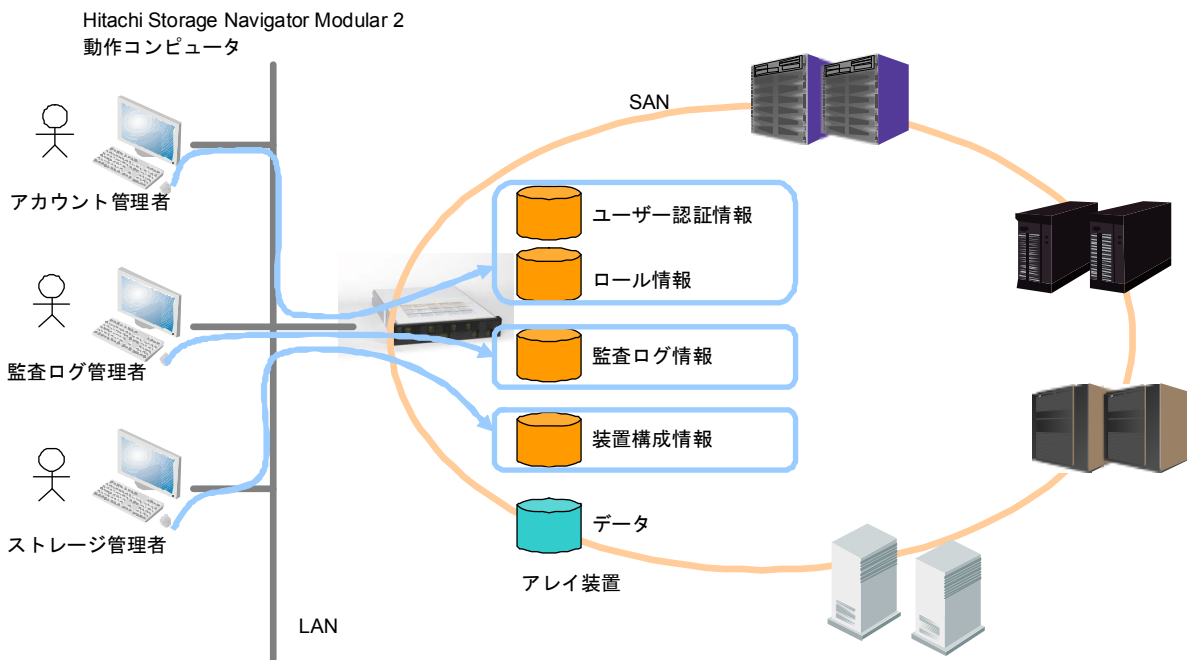 Hitachi Storage Navigator Modular 2
動作コンピュータ
SAN
アカウント管理者
ユーザー認証情報
ロール情報
監査ログ管理者
監査ログ情報
装置構成情報
ストレージ管理者
データ
アレイ装置
LAN